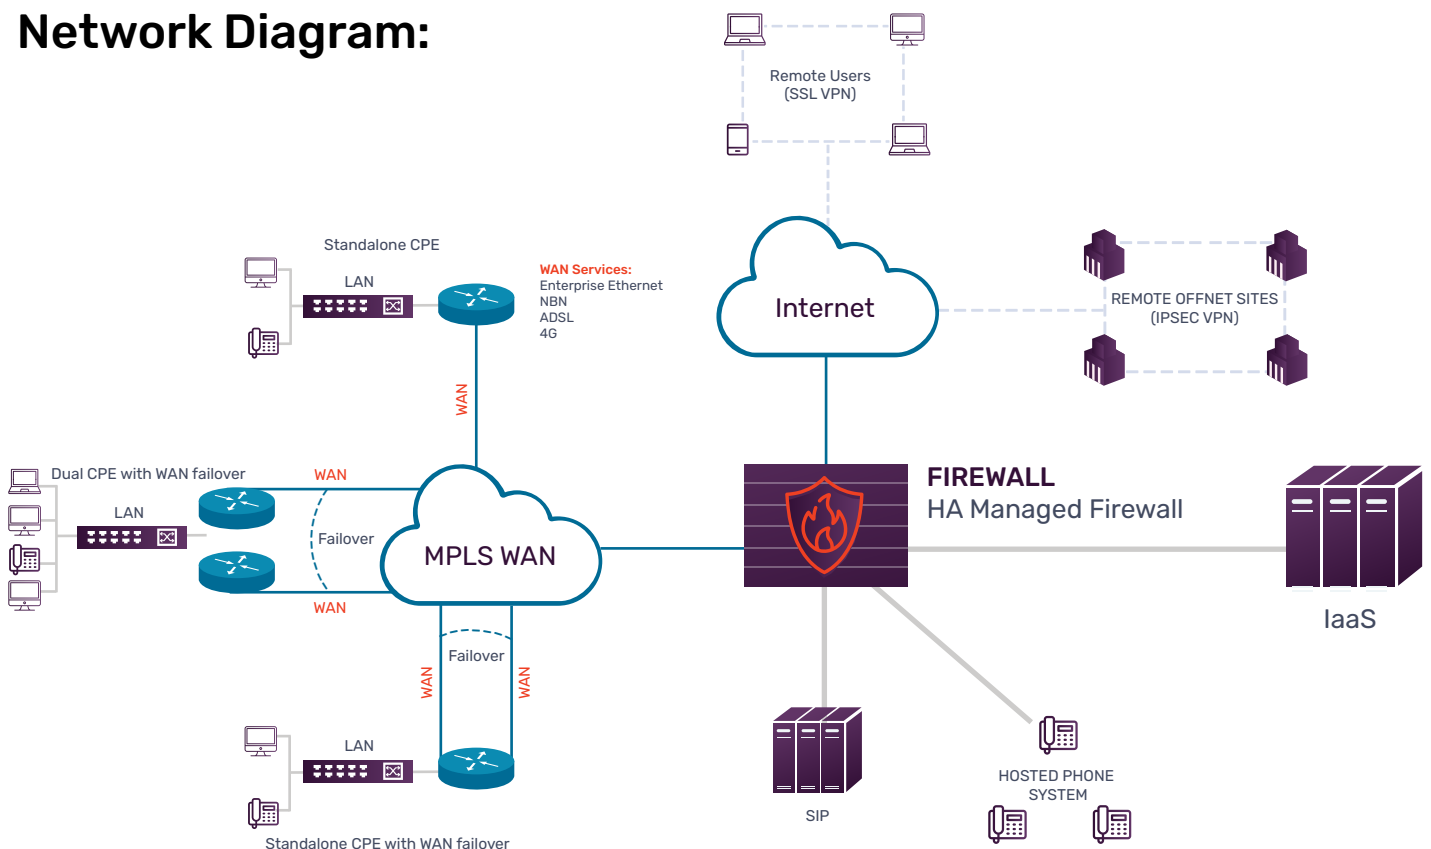 Network Diagram:
Remote Users
(SSL VPN)
Standalone CPE
LAN
WAN Services:
Enterprise Ethernet
NBN
ADSL
4G
Internet
REMOTE OFFNET SITES
(IPSEC VPN)
WAN
Dual CPE with WAN failover
WAN
LAN
Failover
WAN
MPLS WAN
FIREWALL
HA Managed Firewall
IaaS
Failover
WAN
WAN
LAN
Standalone CPE with WAN failover
SIP
HOSTED PHONE
SYSTEM